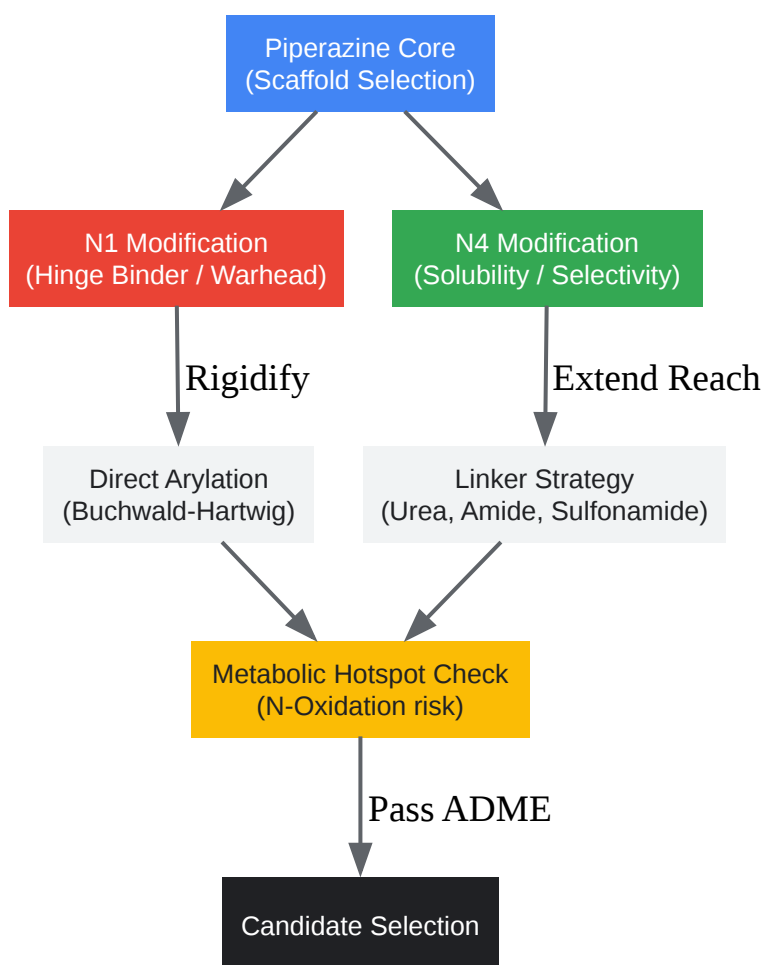 Piperazine Core
(Scaffold Selection)
N1 Modification
(Hinge Binder / Warhead)
N4 Modification
(Solubility / Selectivity)
Rigidify
Extend Reach
Direct Arylation
(Buchwald-Hartwig)
Linker Strategy
(Urea, Amide, Sulfonamide)
Metabolic Hotspot Check
(N-Oxidation risk)
Pass ADME
Candidate Selection